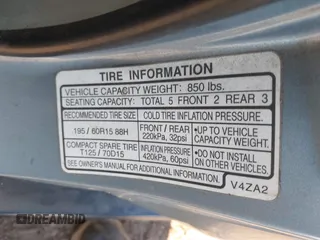 TIRE INFORMATION
VEHICLE CAPACITY WEIGHT: 850 lbs.
SEATING CAPACITY: TOTAL 5 FRONT 2 REAR 3
RECOMMENDED TIRE SIZE COLD TIRE INFLATION PRESSURE.
195/60R15 88H
FRONT / REAR
220kPa, 32psi
•UP TO VEHICLE
CAPACITY WEIGHT.
COMPACT SPARE TIRE
T125/70D15
INFLATION PRESSURE
420kPa, 60psi
•DO NOT INSTALL
ON DRIVEN WHEEL
SEE OWNER'S MANUAL FOR ADDITIONAL INFORMATION.
V4ZA2
DREAMBID